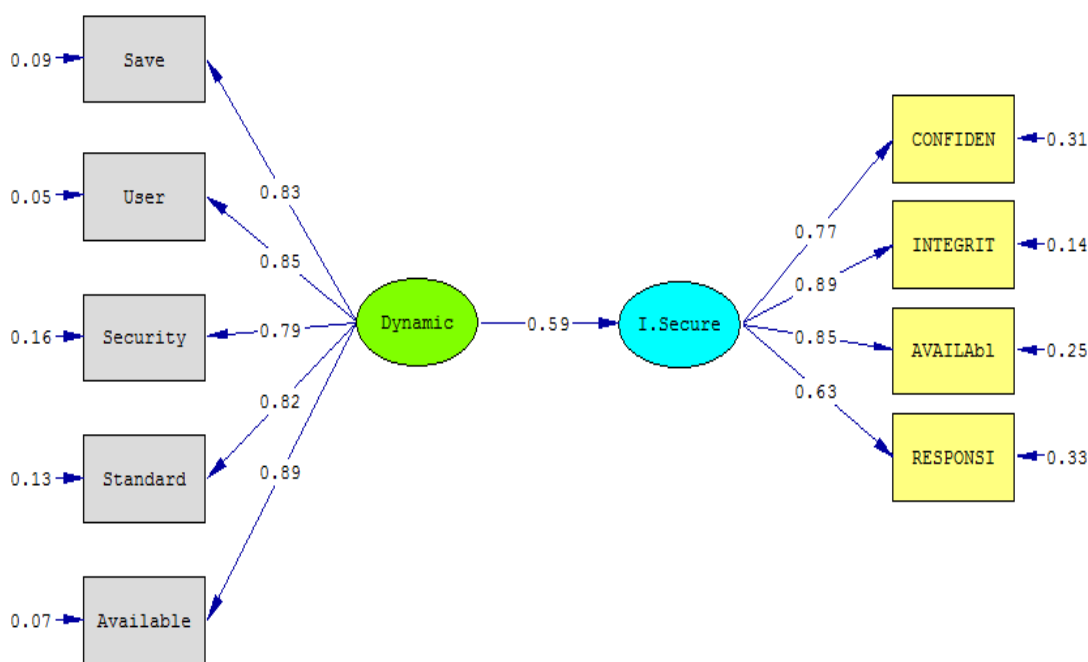 0.09
Save
0.05
User
0.16
Security
0.13
Standard
0.07
Available
0.83
0.85
0.79
0.82
0.89
Dynamic
0.59
I.Secure
0.77
0.89
0.85
0.63
CONFIDEN
0.31
INTEGRIT
0.14
AVAILAbl
0.25
RESPONSI
0.33